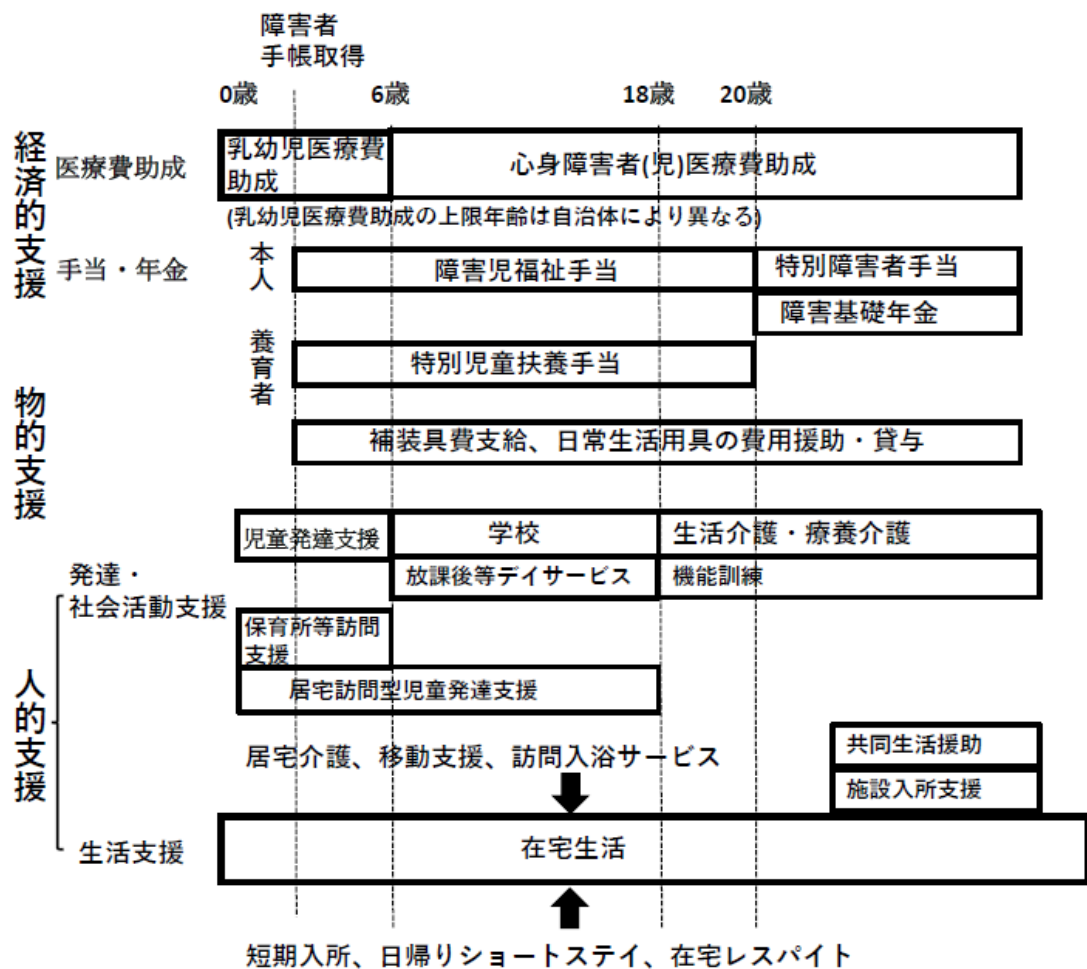 障害者
手帳取得
0歳
6歳
18歳
20歳
経済的支援
医療費助成
乳幼児医療費
助成
心身障害者(児)医療費助成
(乳幼児医療費助成の上限年齢は自治体により異なる)
手当・年金
本人
障害児福祉手当
特別障害者手当
障害基礎年金
養育者
特別児童扶養手当
物的支援
補装具費支給、日常生活用具の費用援助・貸与
人的支援
発達・
社会活動支援
児童発達支援
学校
生活介護・療養介護
放課後等デイサービス
機能訓練
保育所等訪問
支援
居宅訪問型児童発達支援
居宅介護、移動支援、訪問入浴サービス
共同生活援助
施設入所支援
生活支援
在宅生活
短期入所、日帰りショートステイ、在宅レスパイト